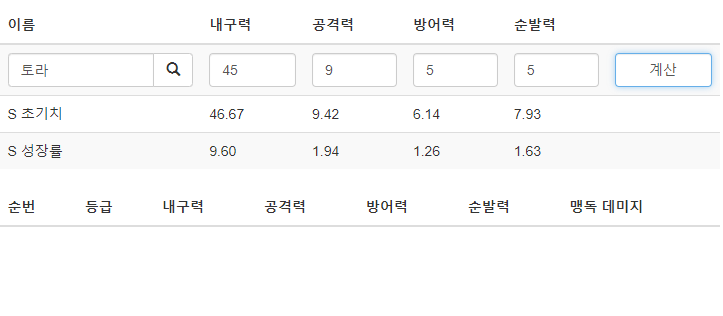 이름 내구력 공격력 방어력 순발력
토라 45 9 5 5 계산
S 초기치 46.67 9.42 6.14 7.93
S 성장률 9.60 1.94 1.26 1.63
순번 등급 내구력 공격력 방어력 순발력 맹독 데미지